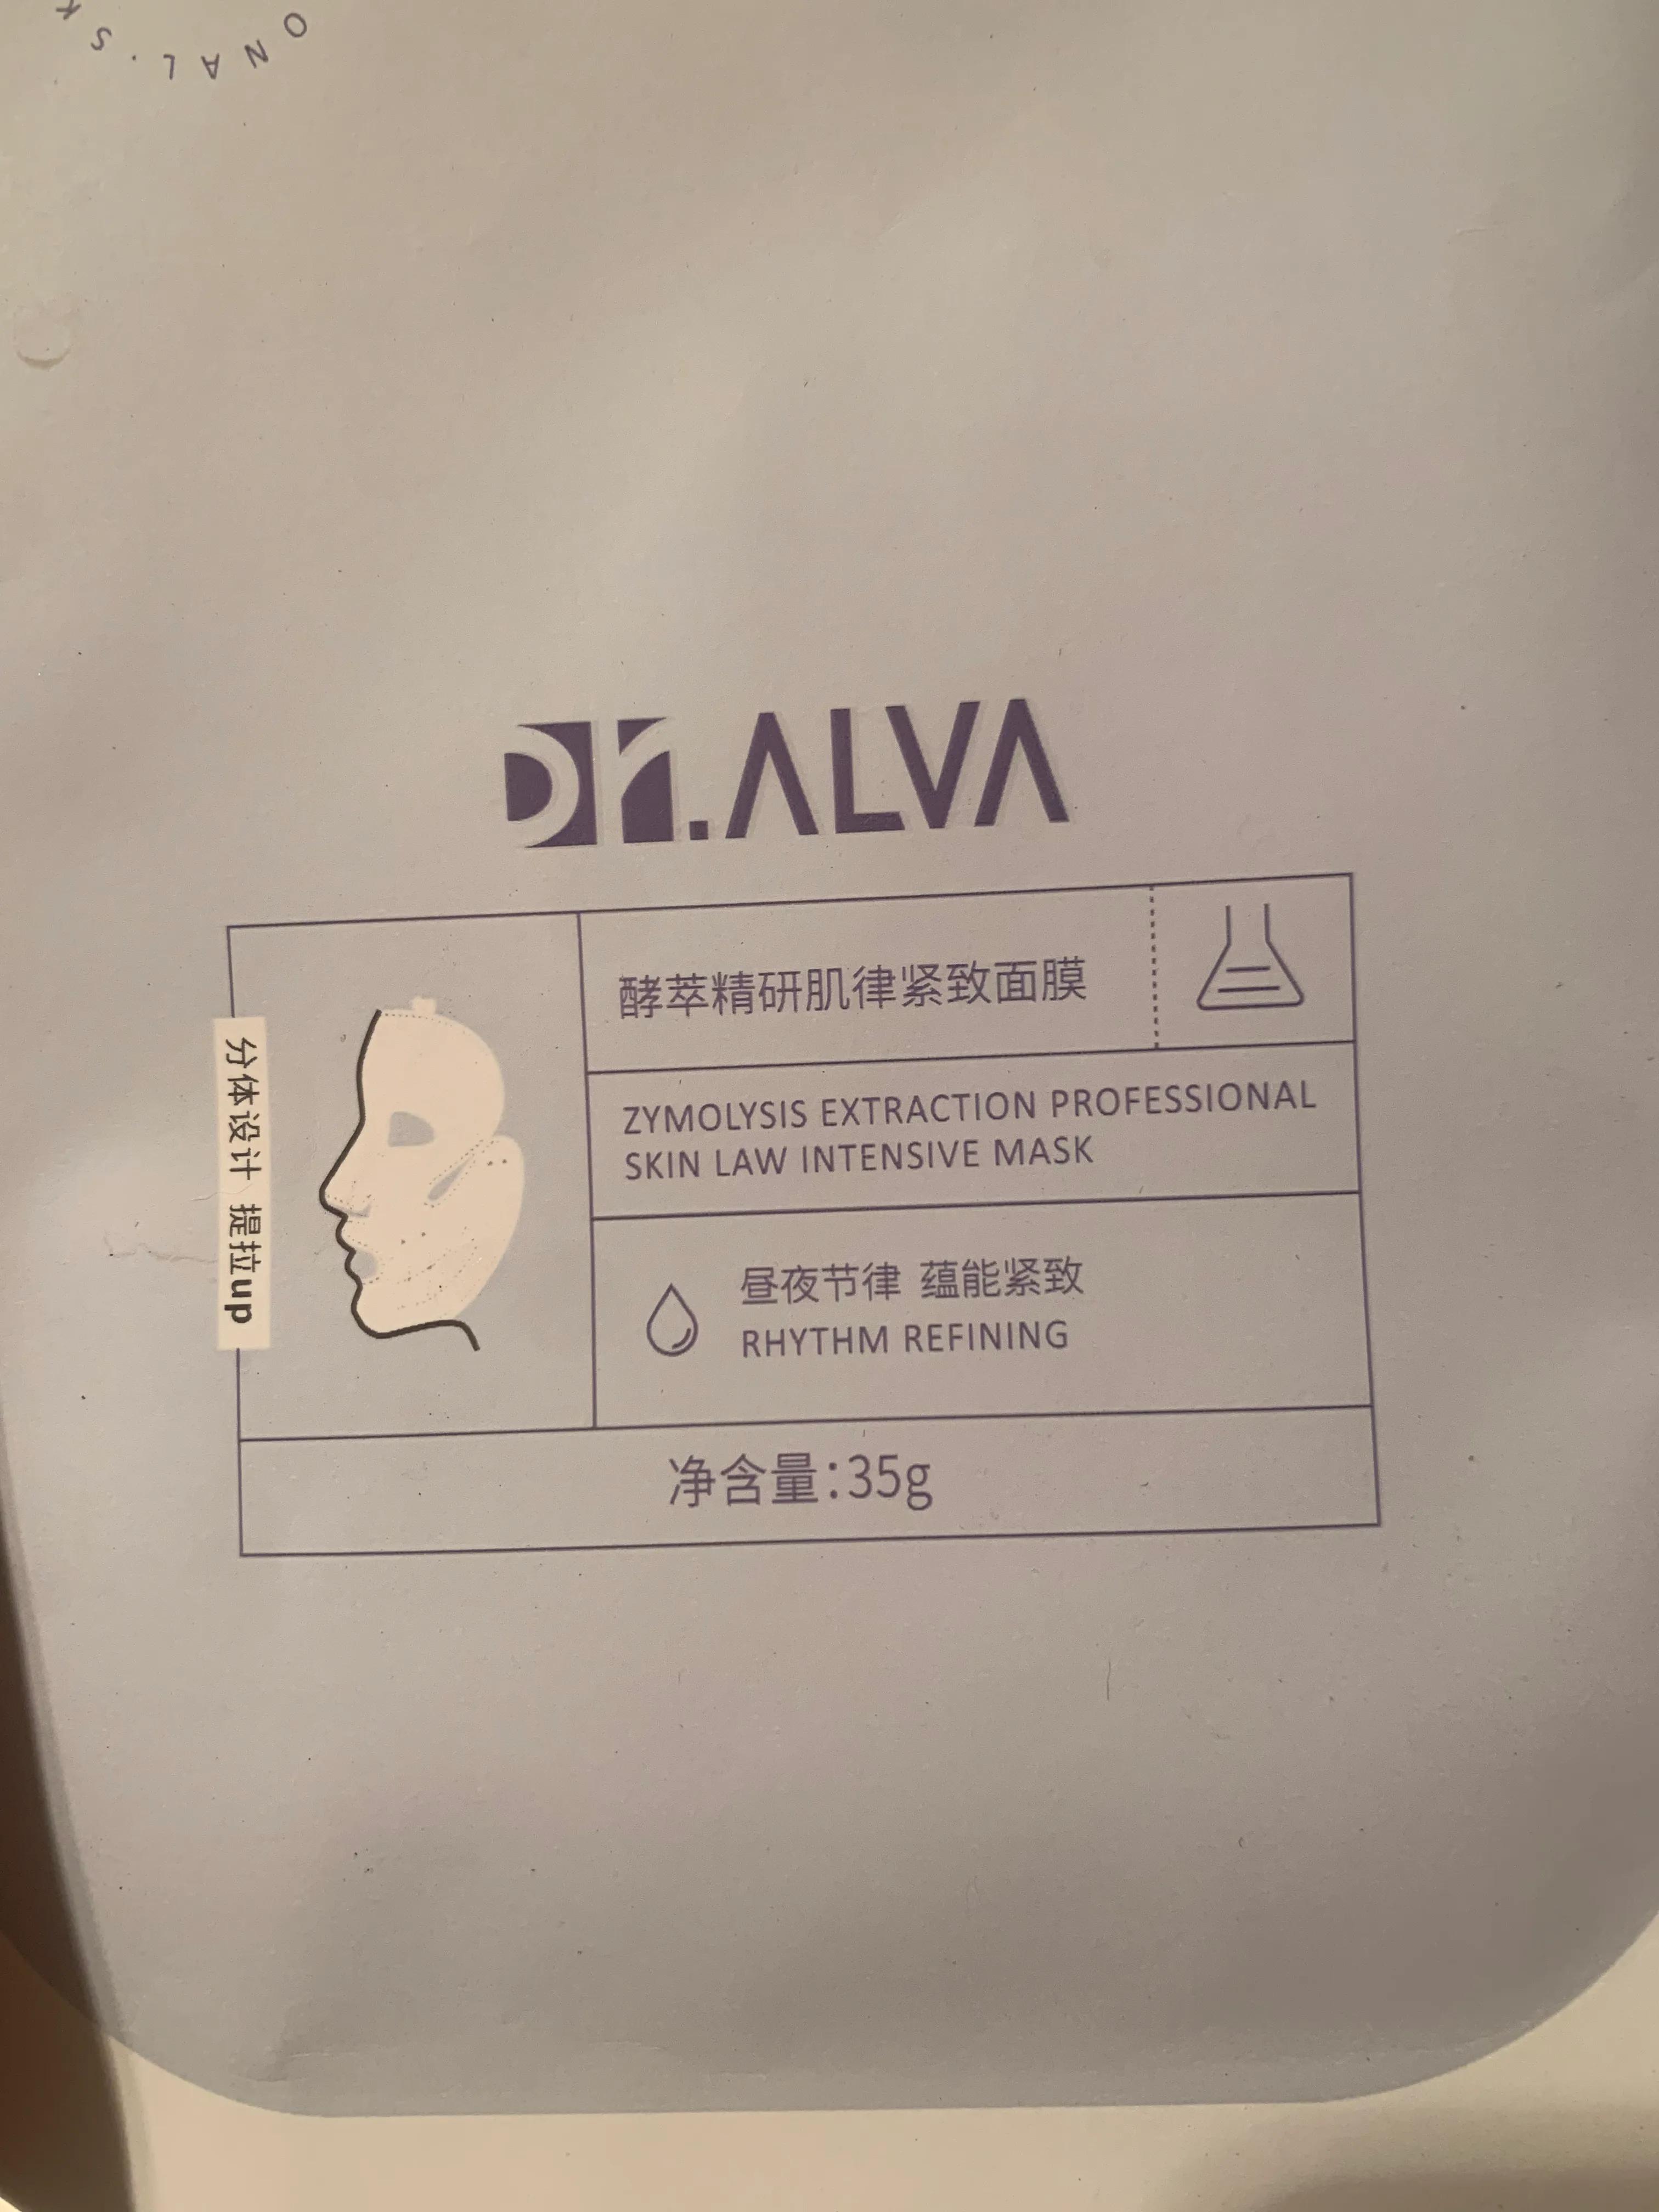 ONAL.SK
Dr.ALVA
酵萃精研肌律紧致面膜
ZYMOLYSIS EXTRACTION PROFESSIONAL
SKIN LAW INTENSIVE MASK
分体设计 提拉up
昼夜节律 蕴能紧致
RHYTHM REFINING
净含量:35g